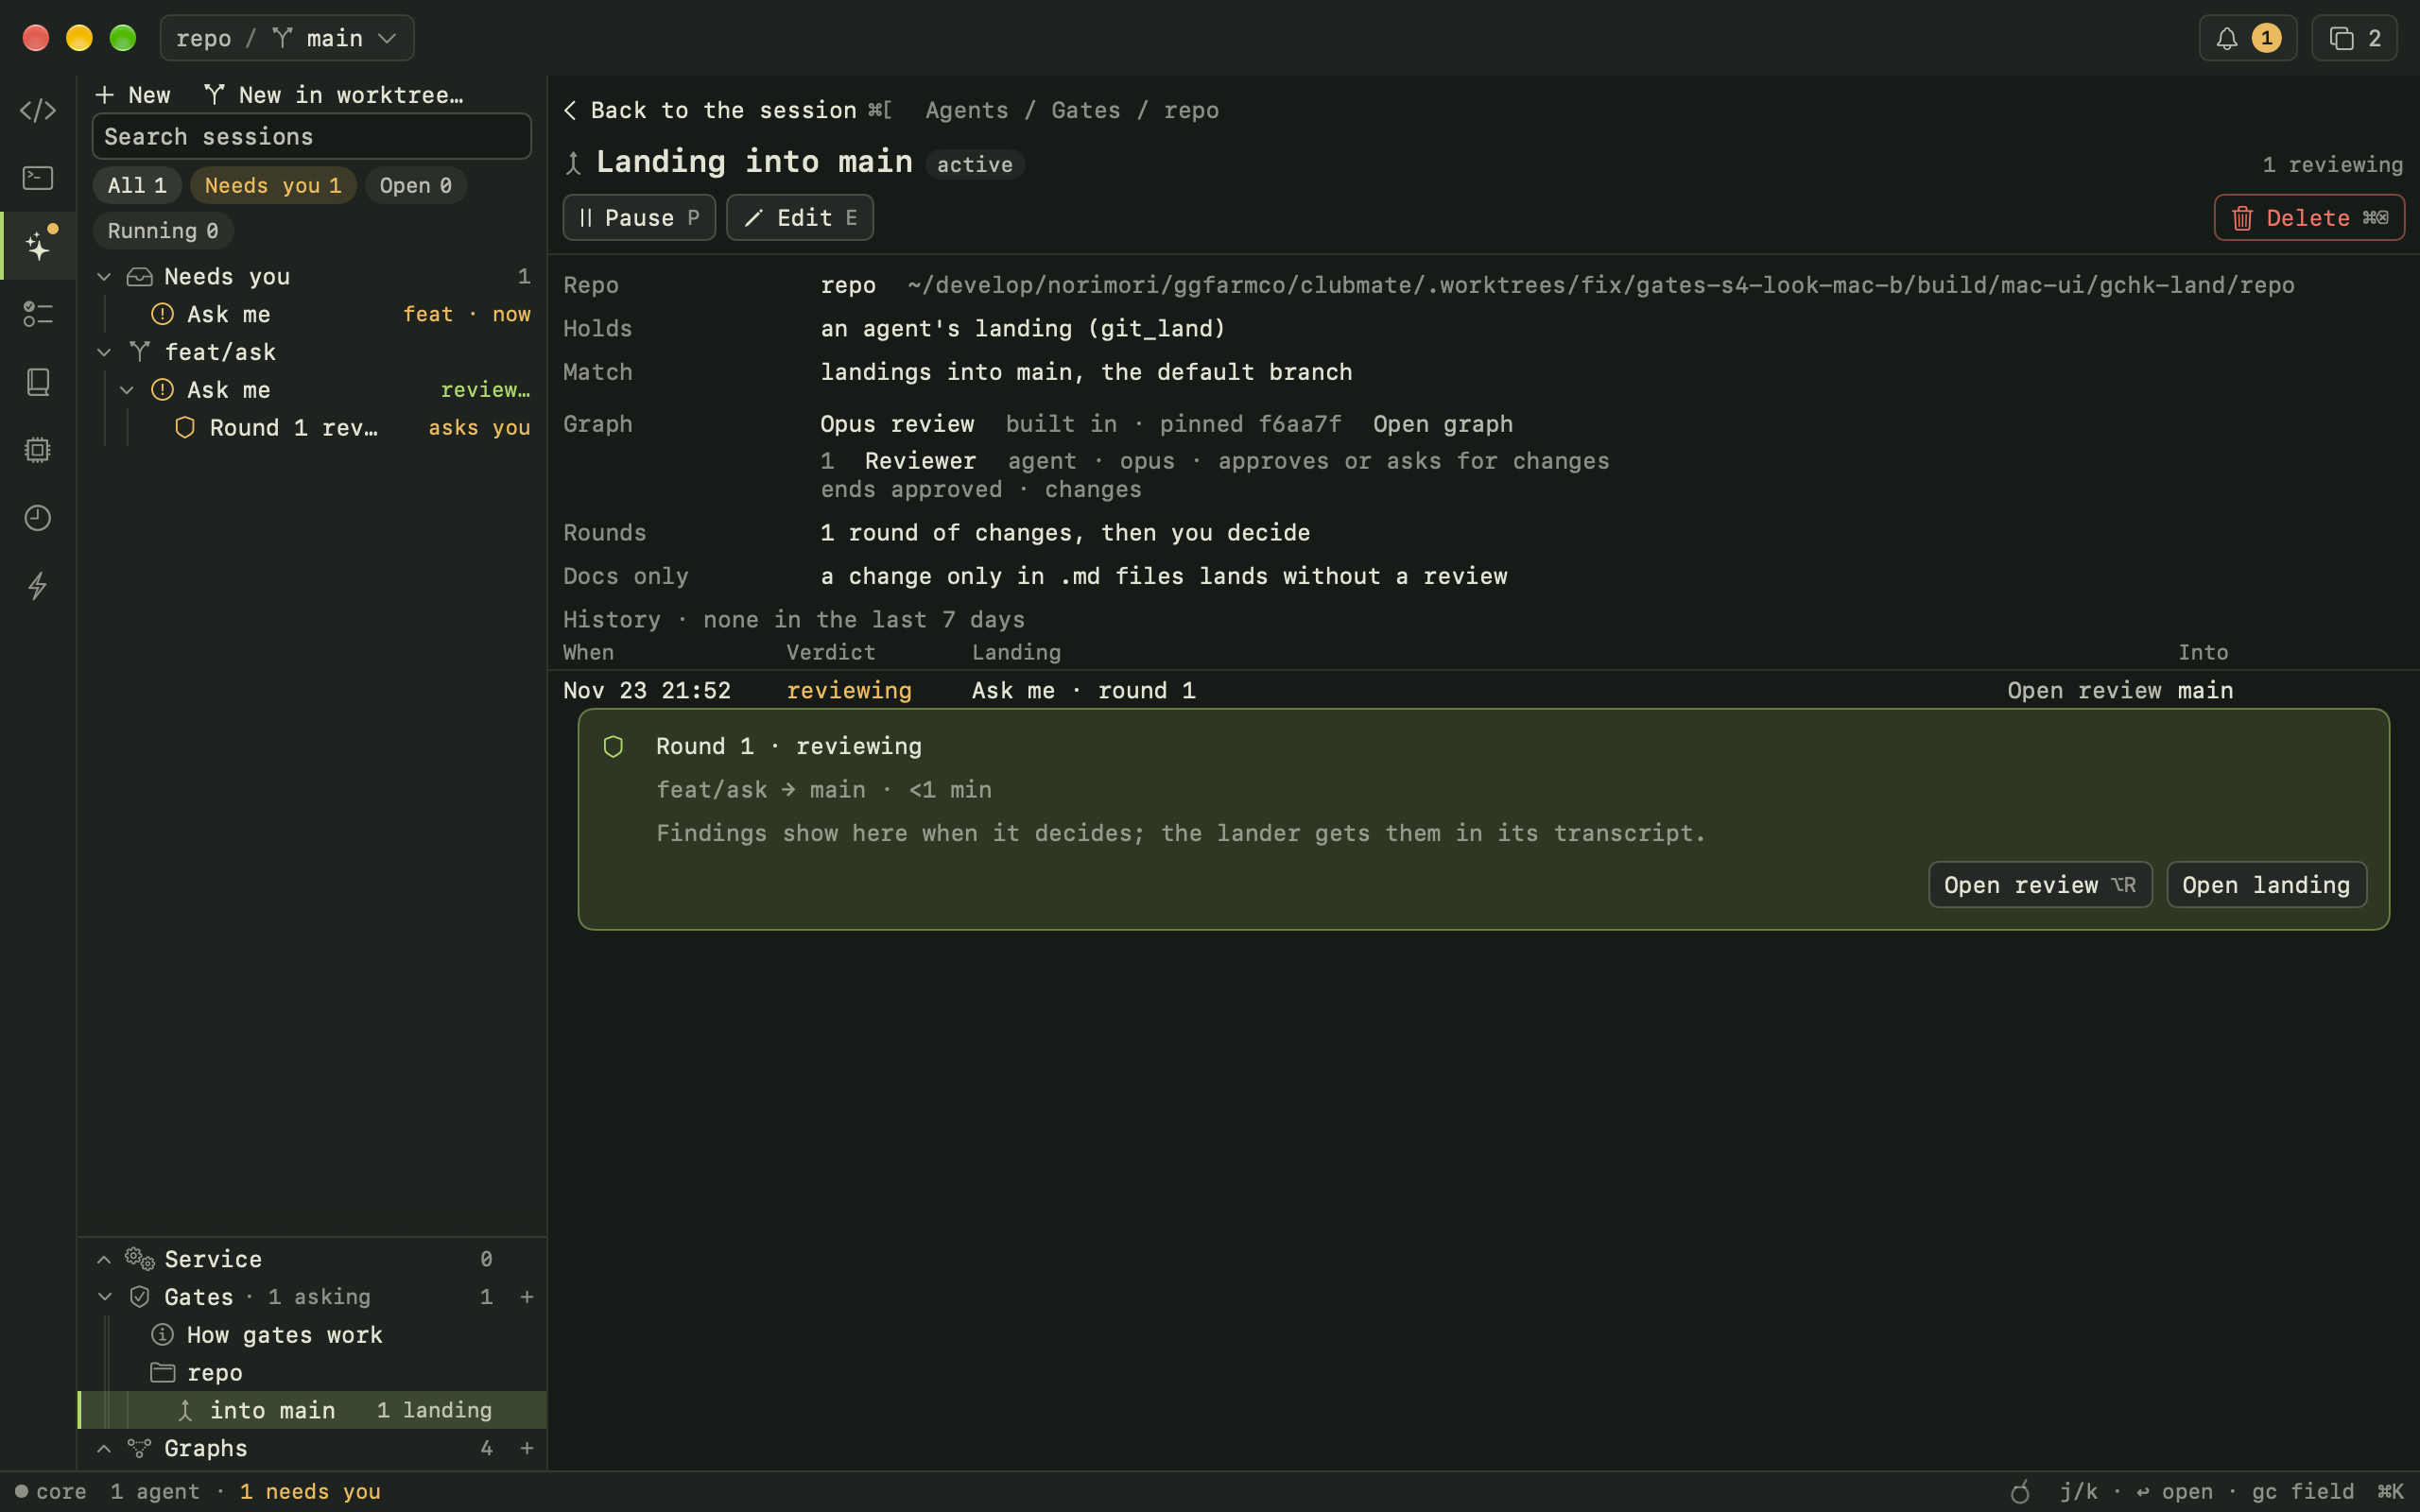 repo / main
1
2
+ New New in worktree…
Search sessions
All 1 Needs you 1 Open 0
Running 0
Needs you 1
Ask me feat · now
feat/ask
Ask me review…
Round 1 rev… asks you
Service 0
Gates · 1 asking 1 +
How gates work
repo
into main 1 landing
Graphs 4 +
Back to the session ⌘[ Agents / Gates / repo
Landing into main active 1 reviewing
Pause P Edit E Delete ⌘⌫
Repo repo ~/develop/norimori/ggfarmco/clubmate/.worktrees/fix/gates-s4-look-mac-b/build/mac-ui/gchk-land/repo
Holds an agent's landing (git_land)
Match landings into main, the default branch
Graph Opus review built in · pinned f6aa7f Open graph
1 Reviewer agent · opus · approves or asks for changes
ends approved · changes
Rounds 1 round of changes, then you decide
Docs only a change only in .md files lands without a review
History · none in the last 7 days
When Verdict Landing Into
Nov 23 21:52 reviewing Ask me · round 1 Open review main
Round 1 · reviewing
feat/ask → main · <1 min
Findings show here when it decides; the lander gets them in its transcript.
Open review ⌥R Open landing
core 1 agent · 1 needs you j/k · ↩ open · gc field ⌘K